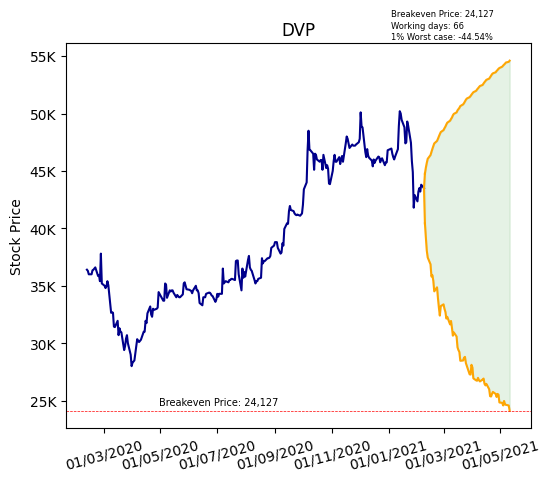 Breakeven Price: 24,127
Working days: 66
1% Worst case: -44.54%
DVP
Stock Price
55K
50K
45K
40K
35K
30K
25K
Breakeven Price: 24,127
01/03/2020
01/05/2020
01/07/2020
01/09/2020
01/11/2020
01/01/2021
01/03/2021
01/05/2021